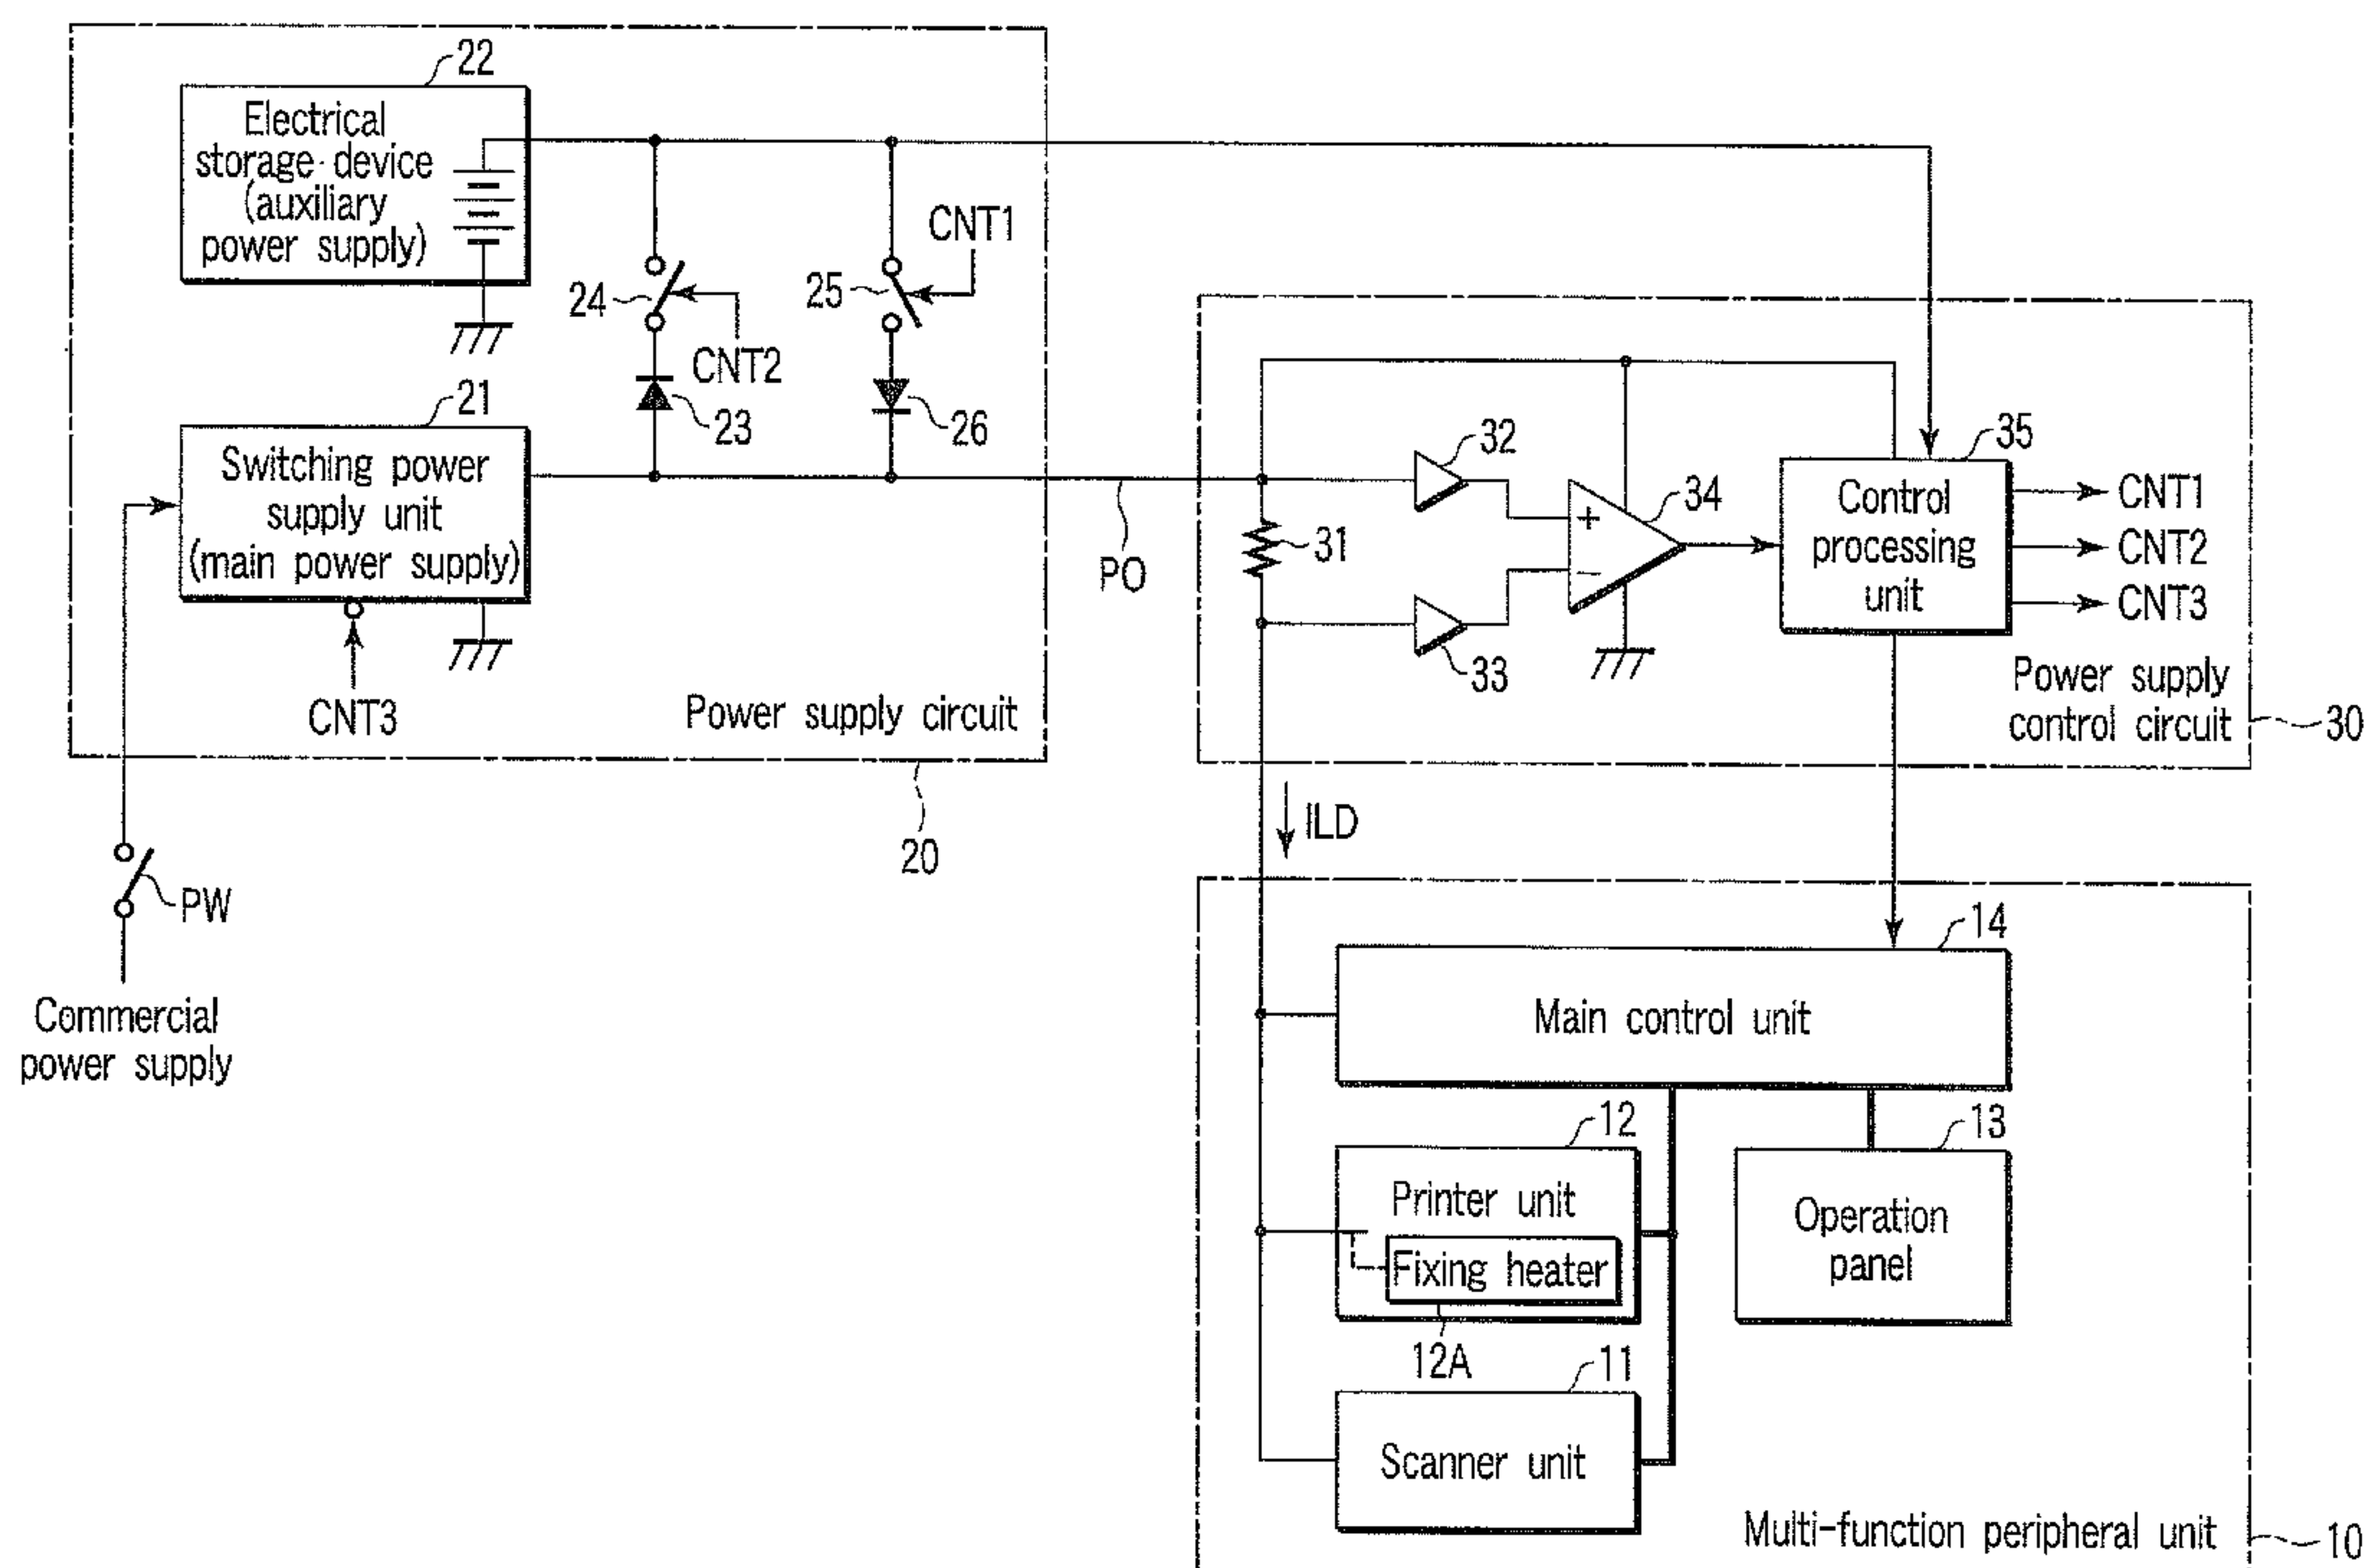 22
Electrical
storage device
(auxiliary
power supply)
CNT1
24
25
CNT2
23
26
21
Switching power
supply unit
(main power supply)
CNT3
Power supply circuit
20
PO
PW
Commercial
power supply
32
34
35
31
33
Control
processing
unit
CNT1
CNT2
CNT3
Power supply
control circuit
30
ILD
14
Main control unit
12
Printer unit
Fixing heater
12A
13
Operation
panel
11
Scanner unit
Multi-function peripheral unit
10
+
−